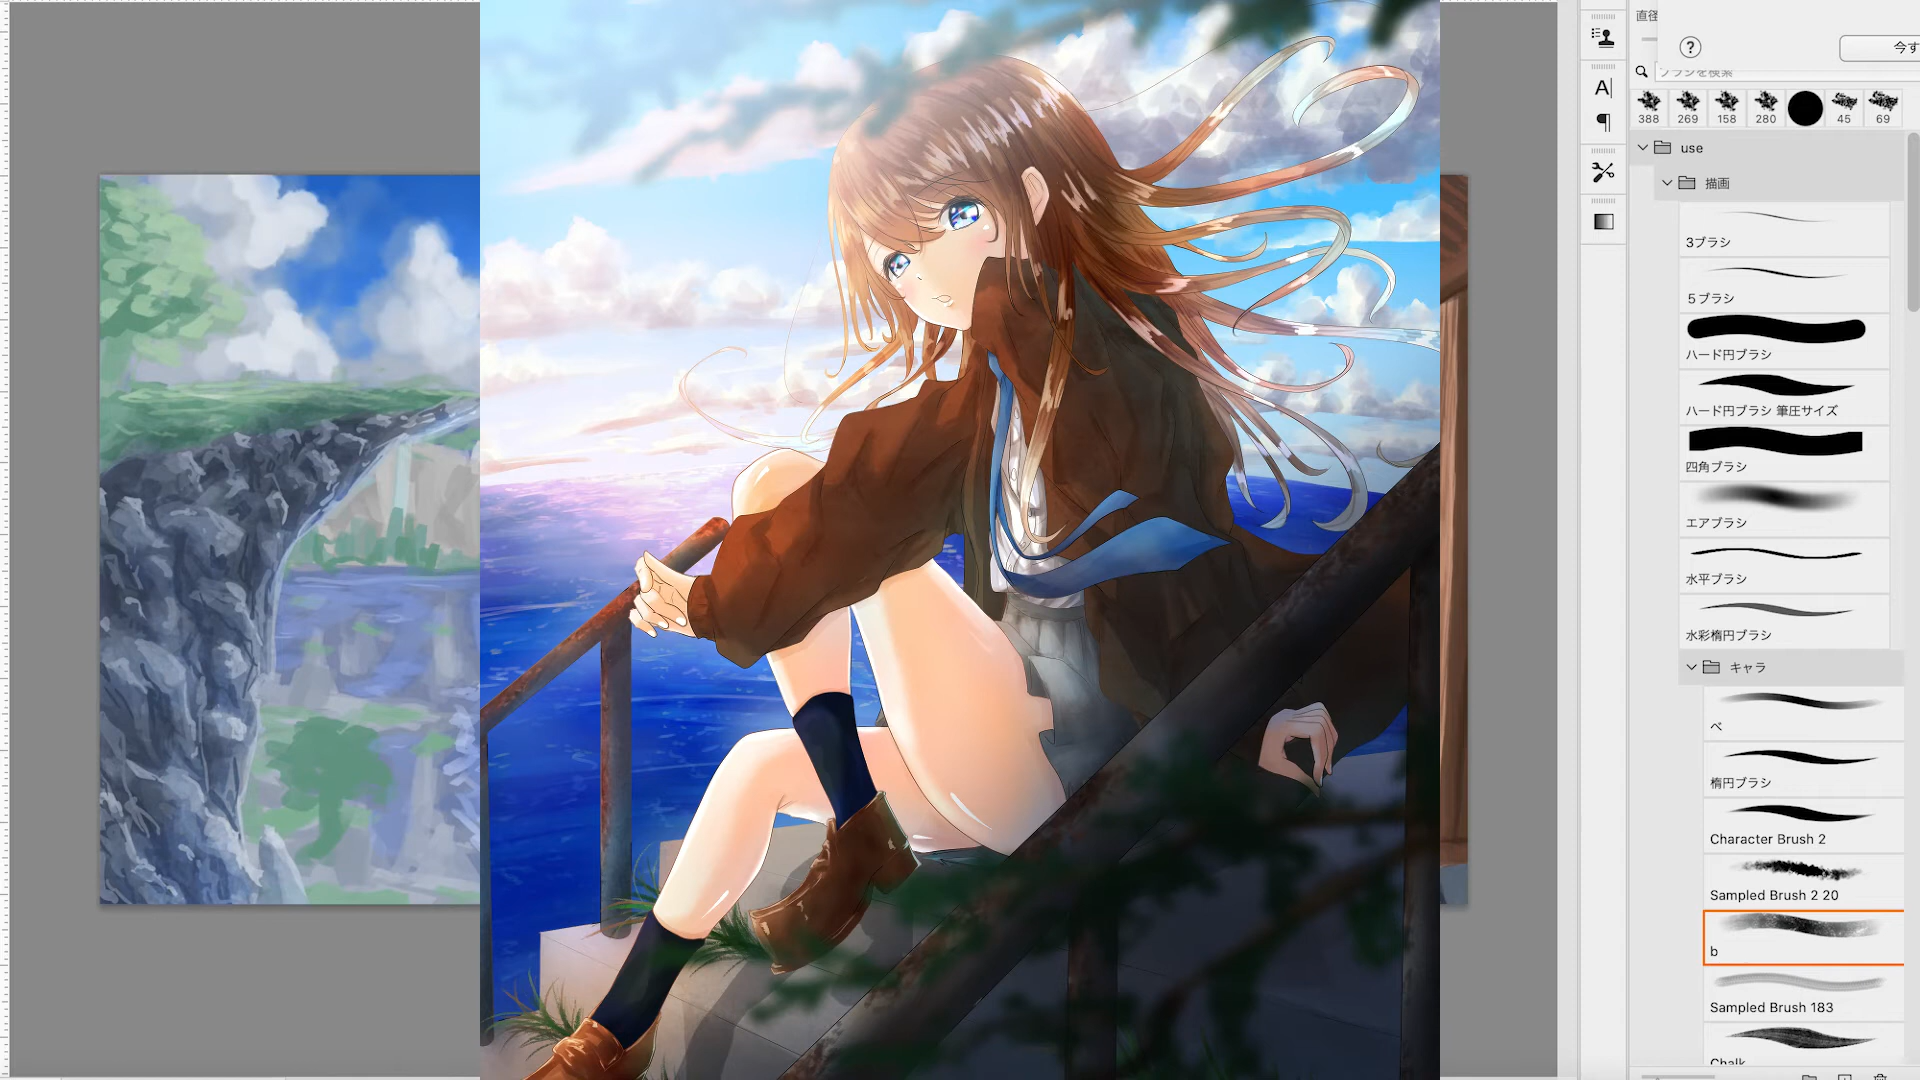 直径
?
今す
ブラシを検索
388 269 158 280 45 69
A
use
描画
3ブラシ
５ブラシ
ハード円ブラシ
ハード円ブラシ 筆圧サイズ
四角ブラシ
エアブラシ
水平ブラシ
水彩楕円ブラシ
キャラ
ペ
楕円ブラシ
Character Brush 2
Sampled Brush 2 20
b
Sampled Brush 183
Chalk